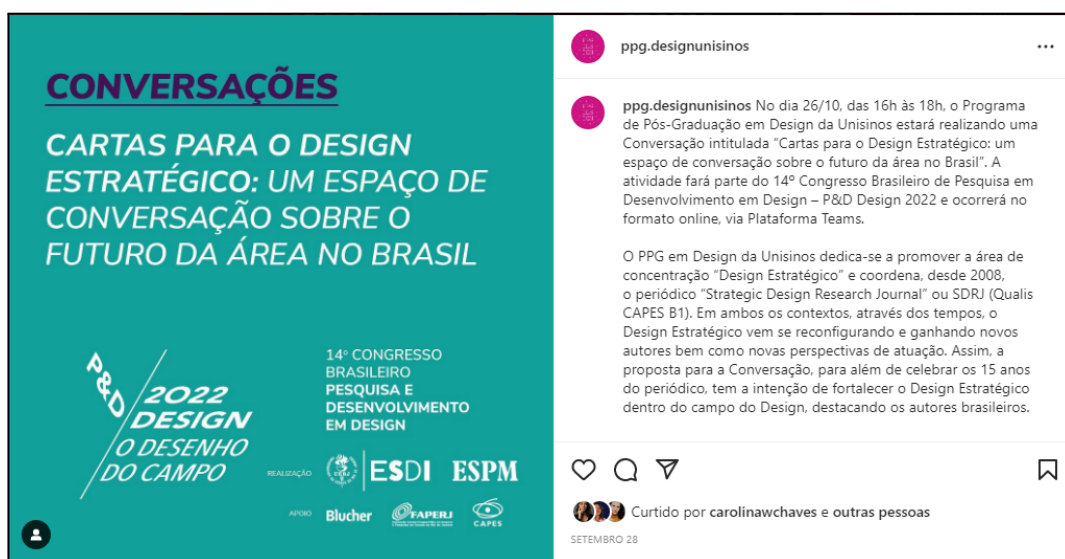 CONVERSAÇÕES
CARTAS PARA O DESIGN
ESTRATÉGICO: UM ESPAÇO DE
CONVERSAÇÃO SOBRE O
FUTURO DA ÁREA NO BRASIL
P&D
2022
DESIGN
O DESENHO
DO CAMPO
14º CONGRESSO
BRASILEIRO
PESQUISA E
DESENVOLVIMENTO
EM DESIGN
REALIZAÇÃO
UERJ ESDI ESPM
APOIO Blucher FAPERJ CAPES
ppg.designunisinos
ppg.designunisinos No dia 26/10, das 16h às 18h, o Programa
de Pós-Graduação em Design da Unisinos estará realizando uma
Conversação intitulada "Cartas para o Design Estratégico: um
espaço de conversação sobre o futuro da área no Brasil". A
atividade fará parte do 14º Congresso Brasileiro de Pesquisa em
Desenvolvimento em Design – P&D Design 2022 e ocorrerá no
formato online, via Plataforma Teams.
O PPG em Design da Unisinos dedica-se a promover a área de
concentração "Design Estratégico" e coordena, desde 2008,
o periódico "Strategic Design Research Journal" ou SDRJ (Qualis
CAPES B1). Em ambos os contextos, através dos tempos, o
Design Estratégico vem se reconfigurando e ganhando novos
autores bem como novas perspectivas de atuação. Assim, a
proposta para a Conversação, para além de celebrar os 15 anos
do periódico, tem a intenção de fortalecer o Design Estratégico
dentro do campo do Design, destacando os autores brasileiros.
Curtido por carolinawchaves e outras pessoas
SETEMBRO 28